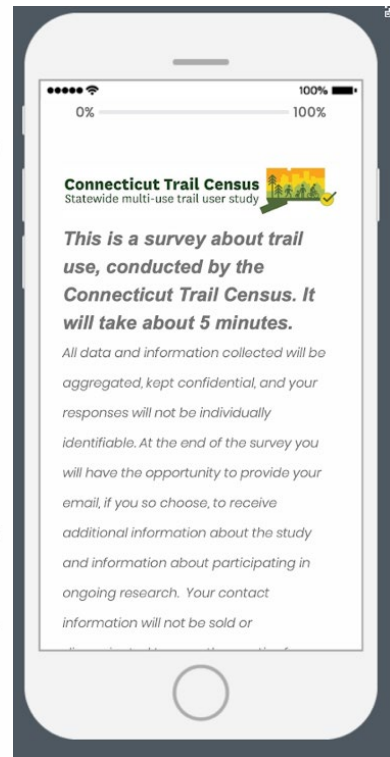 100%
0% 100%
Connecticut Trail Census
Statewide multi-use trail user study
This is a survey about trail
use, conducted by the
Connecticut Trail Census. It
will take about 5 minutes.
All data and information collected will be
aggregated, kept confidential, and your
responses will not be individually
identifiable. At the end of the survey you
will have the opportunity to provide your
email, if you so choose, to receive
additional information about the study
and information about participating in
ongoing research. Your contact
information will not be sold or